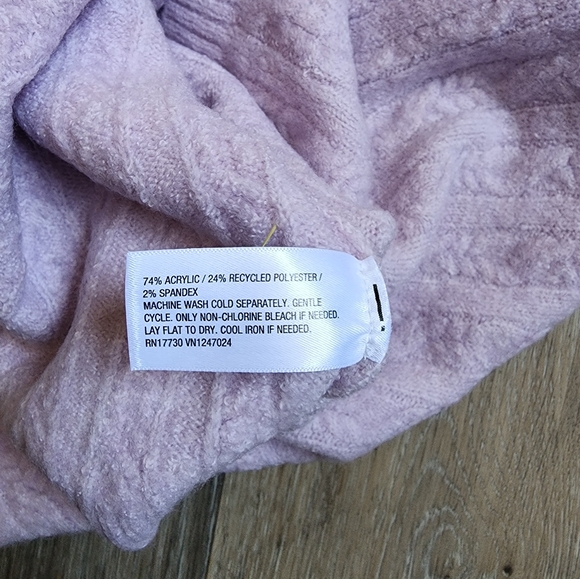 74% ACRYLIC / 24% RECYCLED POLYESTER /
2% SPANDEX
MACHINE WASH COLD SEPARATELY. GENTLE
CYCLE. ONLY NON-CHLORINE BLEACH IF NEEDED.
LAY FLAT TO DRY. COOL IRON IF NEEDED.
RN17730 VN1247024